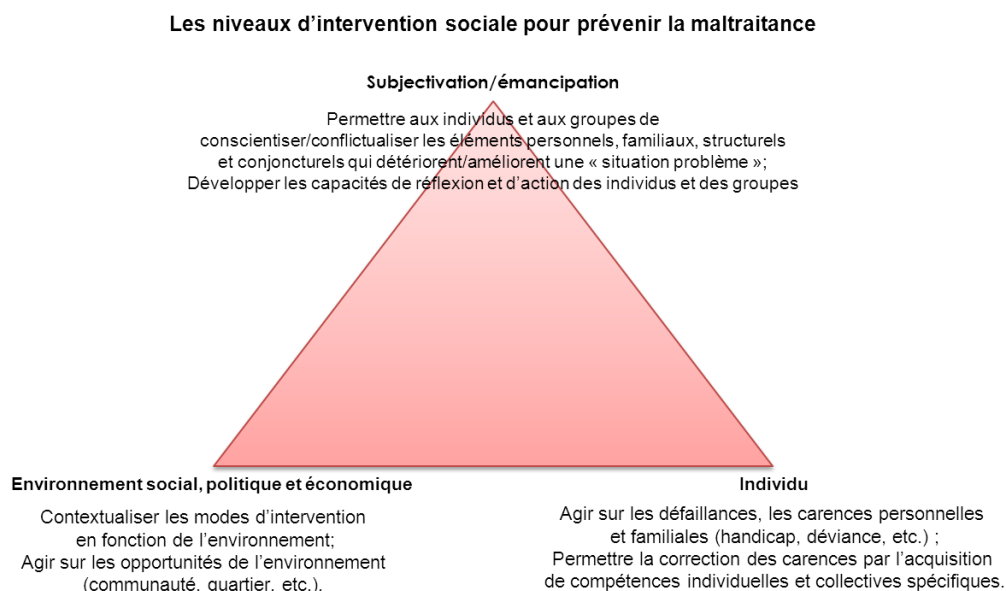 Les niveaux d’intervention sociale pour prévenir la maltraitance
Subjectivation/émancipation
Permettre aux individus et aux groupes de
conscientiser/conflictualiser les éléments personnels, familiaux, structurels
et conjoncturels qui détériorent/améliorent une « situation problème »;
Développer les capacités de réflexion et d’action des individus et des groupes
Environnement social, politique et économique
Contextualiser les modes d’intervention
en fonction de l’environnement;
Agir sur les opportunités de l’environnement
(communauté, quartier, etc.).
Individu
Agir sur les défaillances, les carences personnelles
et familiales (handicap, déviance, etc.) ;
Permettre la correction des carences par l’acquisition
de compétences individuelles et collectives spécifiques.